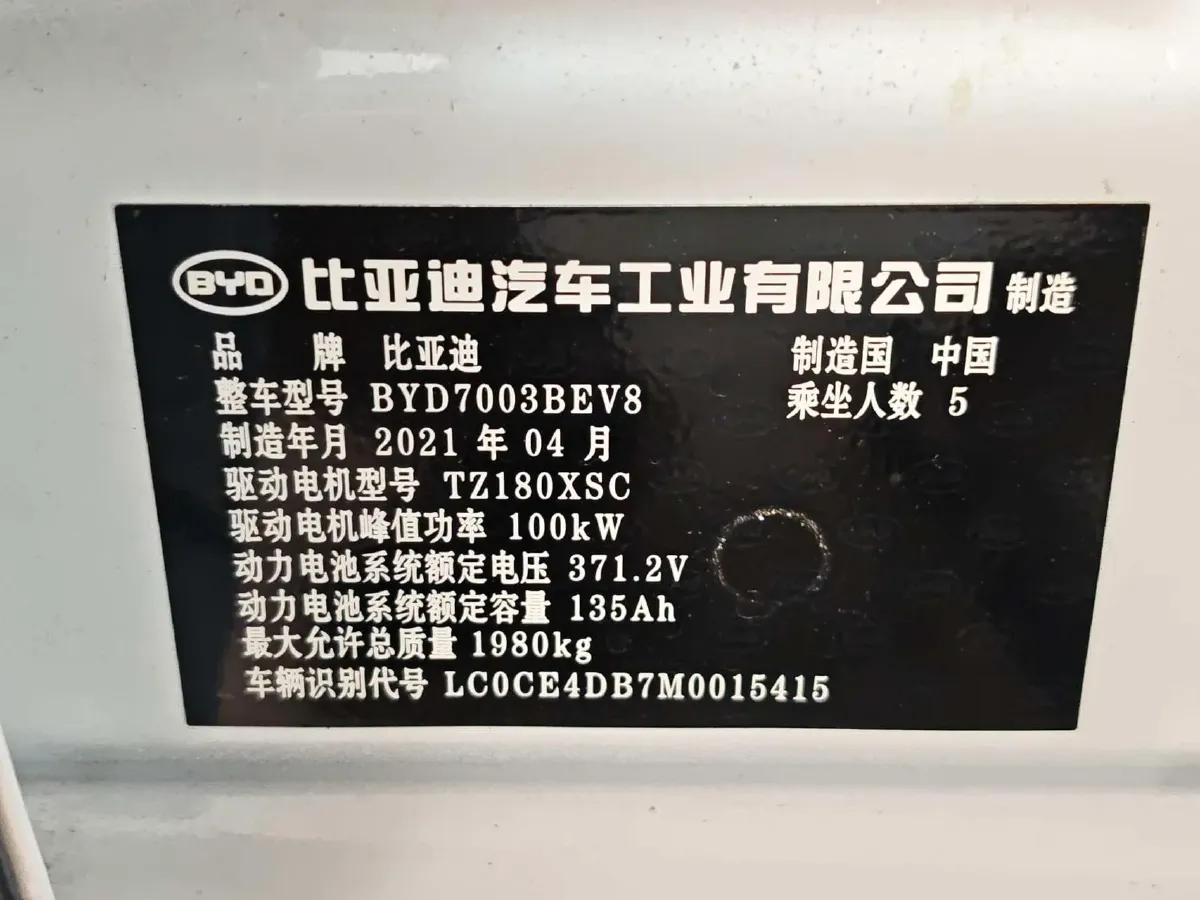 BYD 比亚迪汽车工业有限公司 制造
品 牌 比亚迪 制造国 中国
整车型号 BYD7003BEV8 乘坐人数 5
制造年月 2021 年 04 月
驱动电机型号 TZ180XSC
驱动电机峰值功率 100kW
动力电池系统额定电压 371.2V
动力电池系统额定容量 135Ah
最大允许总质量 1980kg
车辆识别代号 LC0CE4DB7M0015415